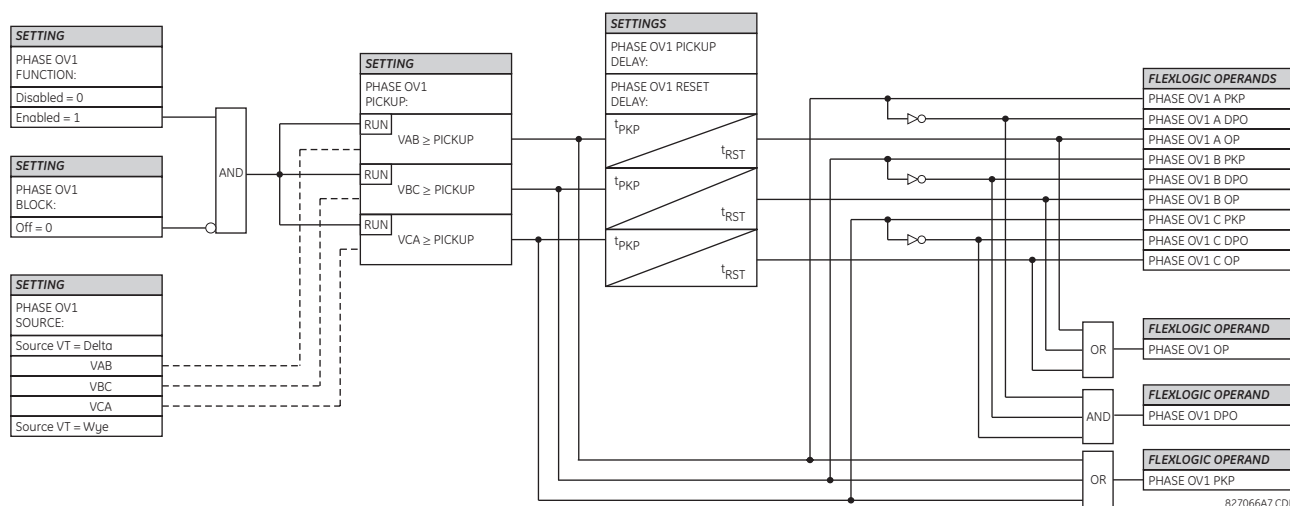 SETTING
PHASE OV1
FUNCTION:
Disabled = 0
Enabled = 1
SETTING
PHASE OV1
BLOCK:
Off = 0
SETTING
PHASE OV1
SOURCE:
Source VT = Delta
VAB
VBC
VCA
Source VT = Wye
AND
SETTING
PHASE OV1
PICKUP:
RUN
VAB ≥ PICKUP
RUN
VBC ≥ PICKUP
RUN
VCA ≥ PICKUP
SETTINGS
PHASE OV1 PICKUP
DELAY:
PHASE OV1 RESET
DELAY:
tPKP
tRST
tPKP
tRST
tPKP
tRST
FLEXLOGIC OPERANDS
PHASE OV1 A PKP
PHASE OV1 A DPO
PHASE OV1 A OP
PHASE OV1 B PKP
PHASE OV1 B DPO
PHASE OV1 B OP
PHASE OV1 C PKP
PHASE OV1 C DPO
PHASE OV1 C OP
OR
FLEXLOGIC OPERAND
PHASE OV1 OP
AND
FLEXLOGIC OPERAND
PHASE OV1 DPO
OR
FLEXLOGIC OPERAND
PHASE OV1 PKP